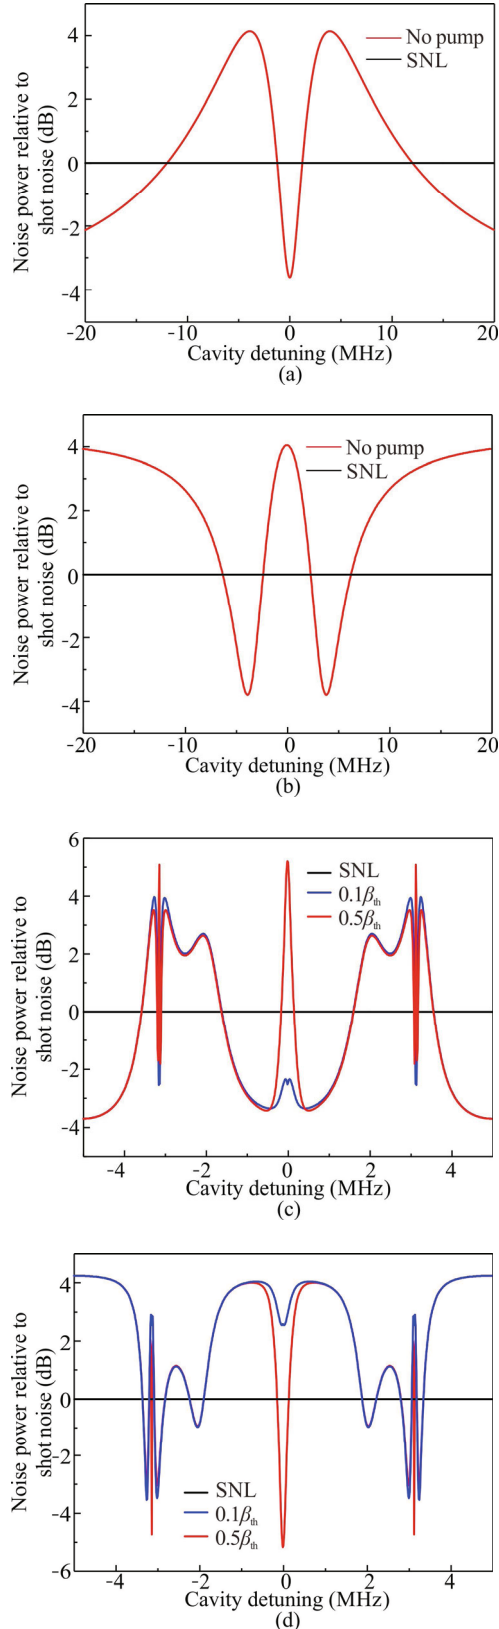 Noise power relative to
shot noise (dB)
4
2
0
-2
-4
No pump
SNL
-20
-10
0
10
20
Cavity detuning (MHz)
(a)
Noise power relative to
shot noise (dB)
4
2
0
-2
-4
No pump
SNL
-20
-10
0
10
20
Cavity detuning (MHz)
(b)
Noise power relative to
shot noise (dB)
6
4
2
0
-2
-4
SNL
0.1βth
0.5βth
-4
-2
0
2
4
Cavity detuning (MHz)
(c)
Noise power relative to
shot noise (dB)
4
2
0
-2
-4
-6
SNL
0.1βth
0.5βth
-4
-2
0
2
4
Cavity detuning (MHz)
(d)